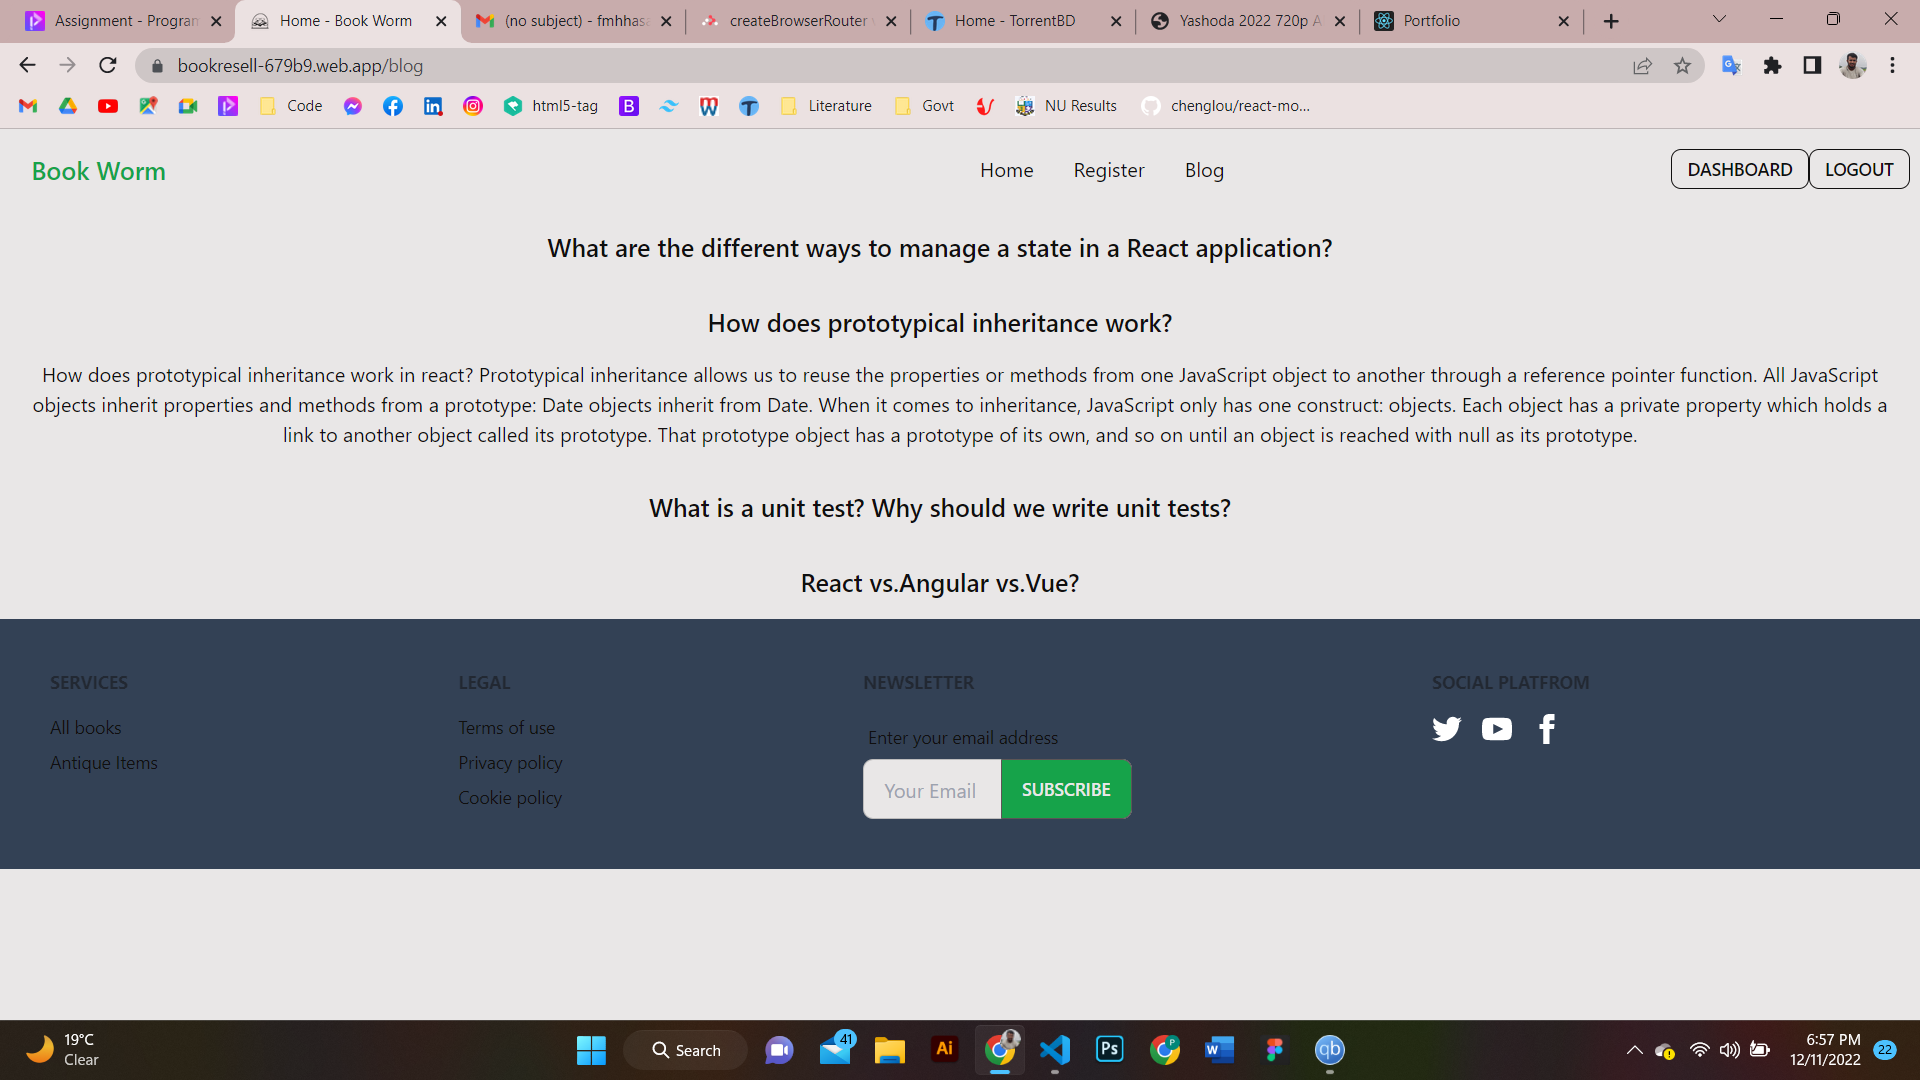 Assignment - Program
Home - Book Worm
(no subject) - fmhhasa
createBrowserRouter
Home - TorrentBD
Yashoda 2022 720p A
Portfolio
bookresell-679b9.web.app/blog
Code
html5-tag
Literature
Govt
NU Results
chenglou/react-mo...
Book Worm
Home
Register
Blog
DASHBOARD
LOGOUT
What are the different ways to manage a state in a React application?
How does prototypical inheritance work?
How does prototypical inheritance work in react? Prototypical inheritance allows us to reuse the properties or methods from one JavaScript object to another through a reference pointer function. All JavaScript
objects inherit properties and methods from a prototype: Date objects inherit from Date. When it comes to inheritance, JavaScript only has one construct: objects. Each object has a private property which holds a
link to another object called its prototype. That prototype object has a prototype of its own, and so on until an object is reached with null as its prototype.
What is a unit test? Why should we write unit tests?
React vs.Angular vs.Vue?
SERVICES
All books
Antique Items
LEGAL
Terms of use
Privacy policy
Cookie policy
NEWSLETTER
Enter your email address
Your Email
SUBSCRIBE
SOCIAL PLATFROM
19°C
Clear
Search
41
Ai
Ps
P
W
qb
6:57 PM
12/11/2022
22